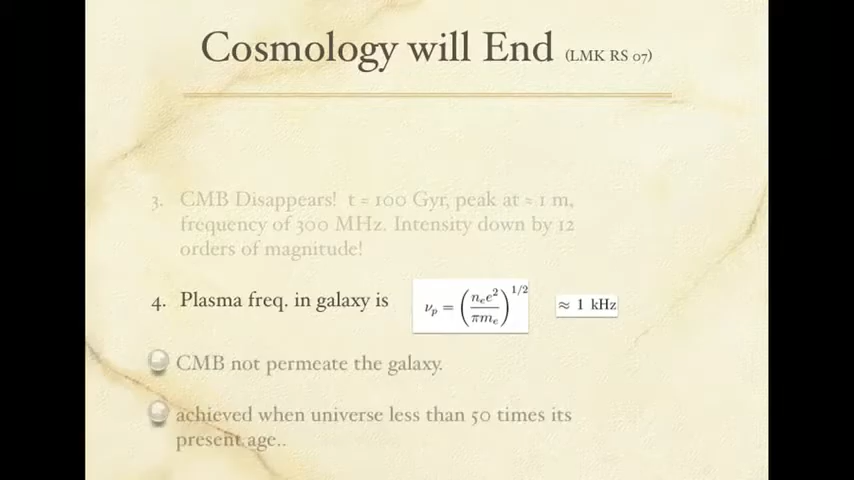 Cosmology will End (LMK RS 07)
3. CMB Disappears! t = 100 Gyr, peak at ≈ 1 m,
frequency of 300 MHz. Intensity down by 12
orders of magnitude!
4. Plasma freq. in galaxy is ν_p = (n_e e² / π m_e)^{1/2} ≈ 1 kHz
CMB not permeate the galaxy.
achieved when universe less than 50 times its
present age..